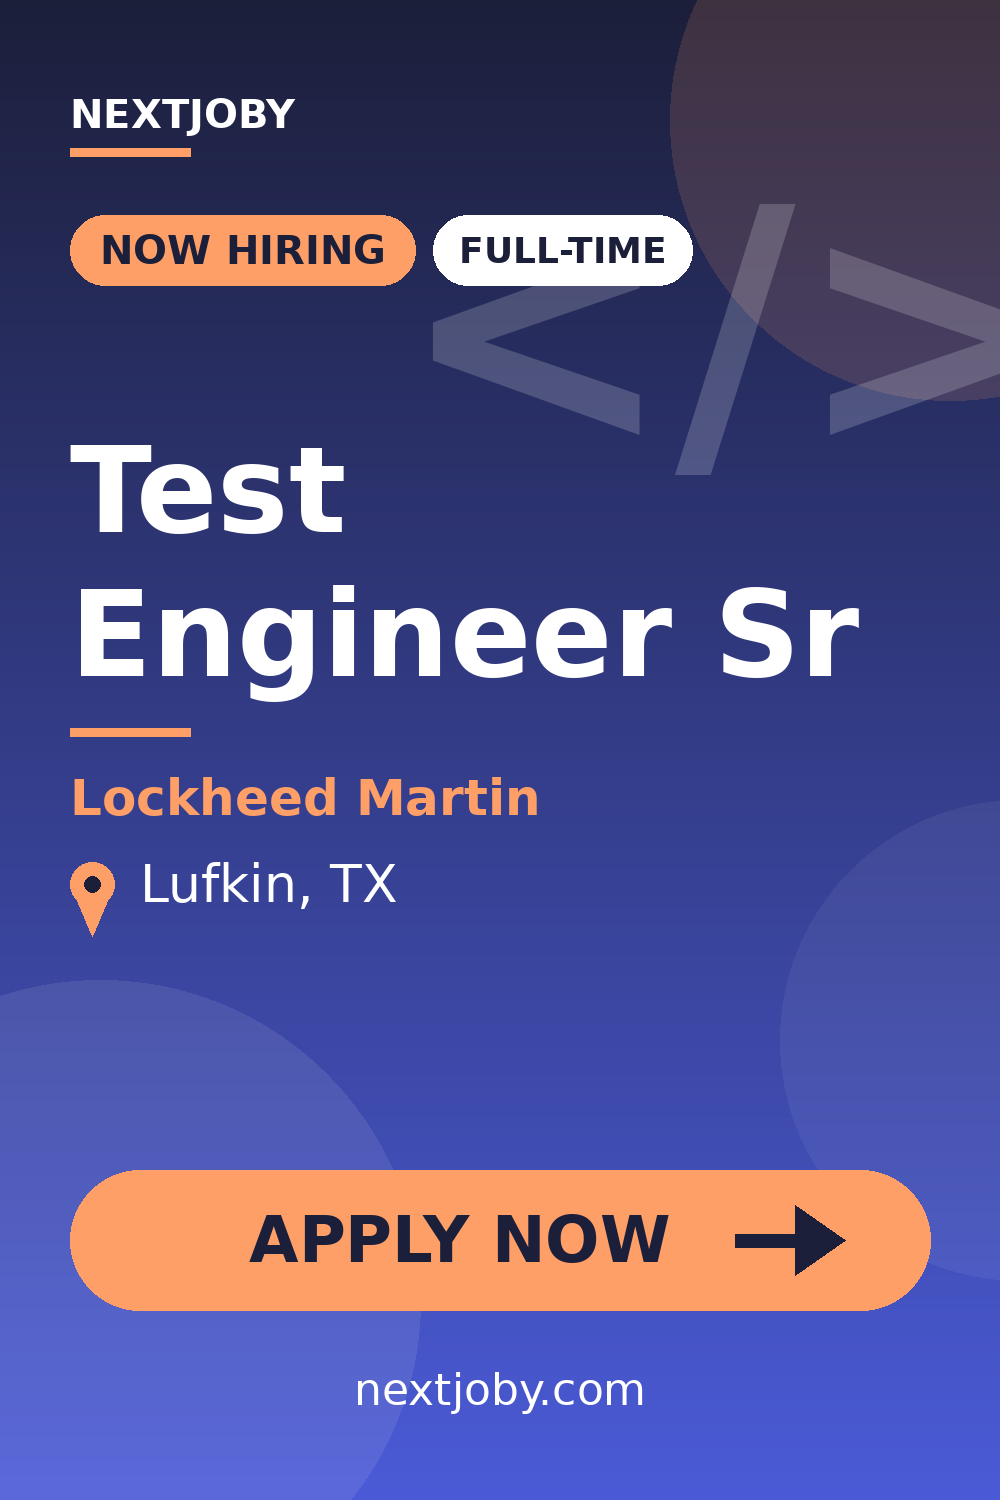 NEXTJOBY
NOW HIRING FULL-TIME
</>
Test
Engineer Sr
Lockheed Martin
Lufkin, TX
APPLY NOW
nextjoby.com